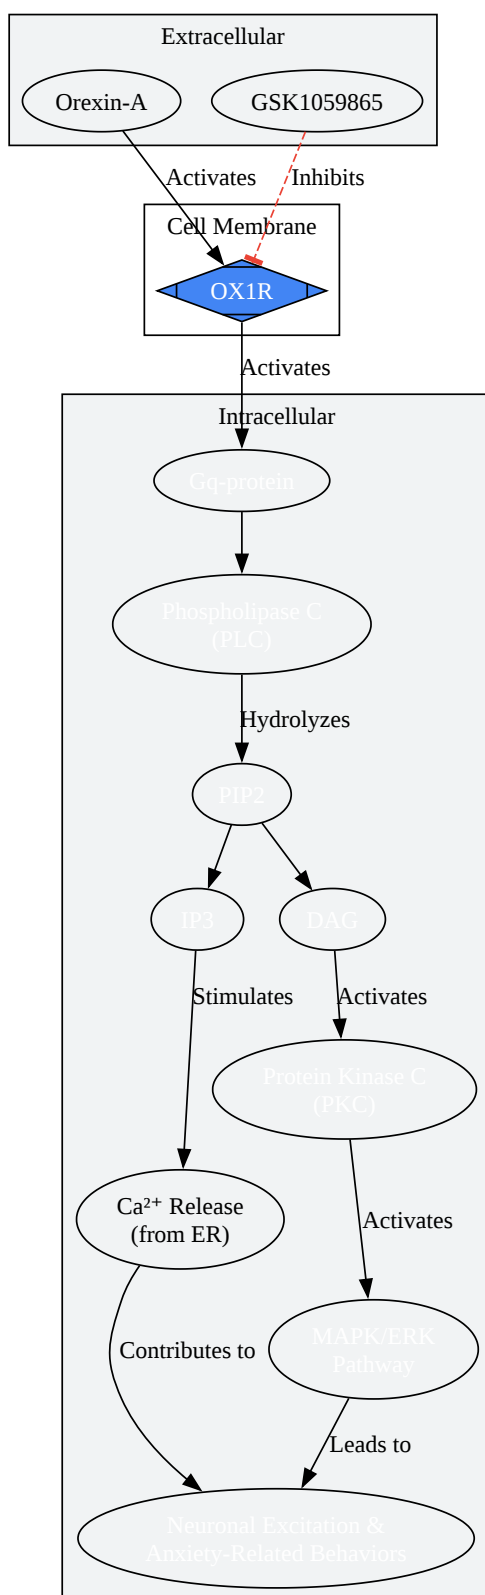 Extracellular
Orexin-A
GSK1059865
Activates
Inhibits
Cell Membrane
OX1R
Activates
Intracellular
Gq-protein
Phospholipase C
(PLC)
Hydrolyzes
PIP2
IP3
DAG
Stimulates
Activates
Protein Kinase C
(PKC)
Ca²⁺ Release
(from ER)
Activates
MAPK/ERK
Pathway
Contributes to
Leads to
Neuronal Excitation &
Anxiety-Related Behaviors